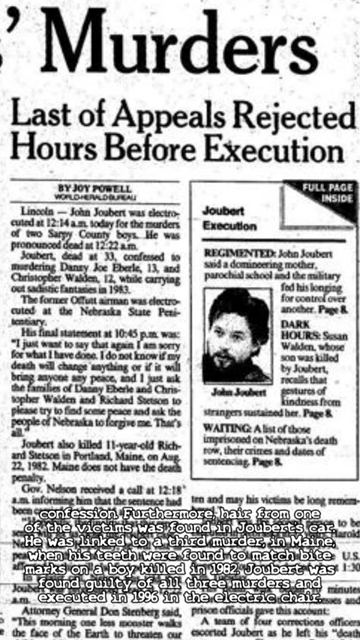 ' Murders
Last of Appeals Rejected
Hours Before Execution
BY JOY POWELL
WORLD-HERALD BUREAU
Lincoln — John Joubert was electro-
cuted at 12:14 a.m. today for the murders
of two Sarpy County boys. He was
pronounced dead at 12:22 a.m.
Joubert, dead at 33, confessed to
murdering Danny Joe Eberle, 13, and
Christopher Walden, 12, while carrying
out sadistic fantasies in 1983.
The former Offutt airman was electro-
cuted at the Nebraska State Peni-
tentiary.
His final statement at 10:45 p.m. was:
"I just want to say that again I am sorry
for what I have done. I do not know if my
death will change anything or if it will
bring anyone any peace, and I just ask
the families of Danny Eberle and Chris-
topher Walden and Richard Stetson to
please try to find some peace and ask the
people of Nebraska to forgive me. That's
all."
Joubert also killed 11-year-old Rich-
ard Stetson in Portland, Maine, on Aug.
22, 1982. Maine does not have the death
penalty.
Gov. Nelson received a call at 12:18
a.m. informing him that the sentence had
been
FULL PAGE
INSIDE
Joubert
Execution
REGIMENTED: John Joubert
said a domineering mother,
parochial school and the military
fed his longing
for control over
another. Page 8.
DARK
HOURS: Susan
Walden, whose
son was killed
by Joubert,
recalls that
gestures of
kindness from
strangers sustained her. Page 8.
John Joubert
WAITING: A list of those
imprisoned on Nebraska's death
row, their crimes and dates of
sentencing. Page 8.
ten and may his victims be long remem-
confession. Furthermore, hair from one
of the victims was found in Joubert's car.
He was linked to a third murder, in Maine,
when his teeth were found to match bite
marks on a boy killed in 1982. Joubert was
found guilty of all three murders and
executed in 1996 in the electric chair.
Attorney General Don Stenberg said,
"This morning one less monster walks
the face of the Earth to threaten our
prison officials gave this account:
A team of four corrections officers
escorted Joubert as he left his "last